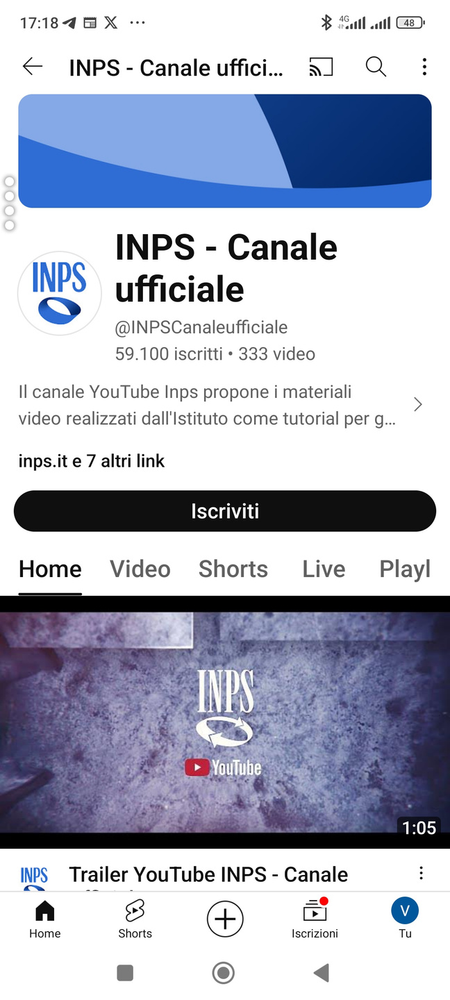 17:18
4G
48
INPS - Canale uffici...
INPS
INPS - Canale
ufficiale
@INPSCanaleufficiale
59.100 iscritti • 333 video
Il canale YouTube Inps propone i materiali
video realizzati dall'Istituto come tutorial per g...
inps.it e 7 altri link
Iscriviti
Home Video Shorts Live Playl
INPS
YouTube
1:05
INPS
Trailer YouTube INPS - Canale
Home Shorts Iscrizioni V Tu